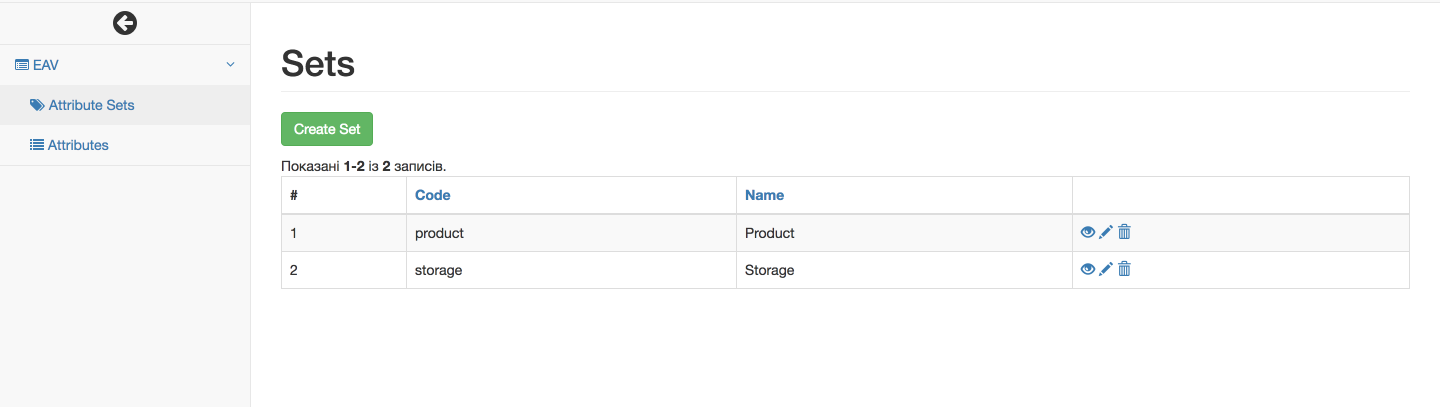 EAV
Attribute Sets
Attributes
Sets
Create Set
Показані 1-2 із 2 записів.
# Code Name
1 product Product
2 storage Storage